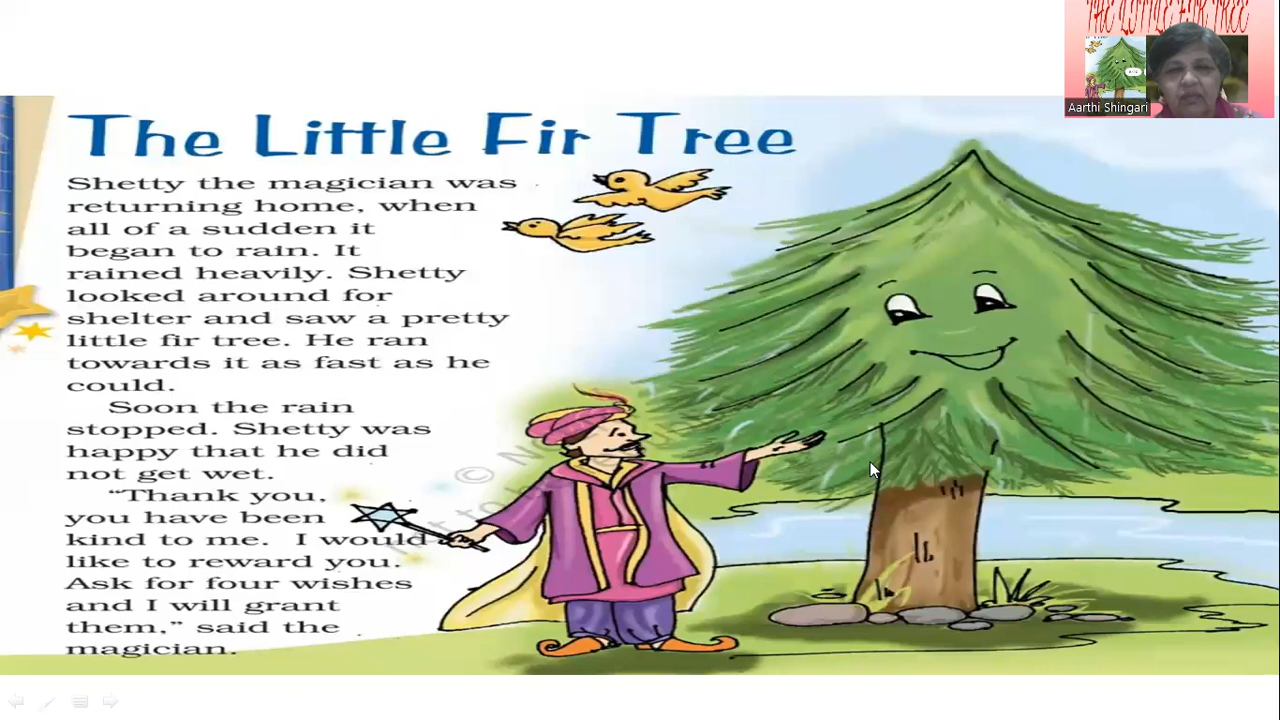 THE LITTLE FIR TREE
Aarthi Shingari
The Little Fir Tree
Shetty the magician was
returning home, when
all of a sudden it
began to rain. It
rained heavily. Shetty
looked around for
shelter and saw a pretty
little fir tree. He ran
towards it as fast as he
could.
Soon the rain
stopped. Shetty was
happy that he did
not get wet.
“Thank you,
you have been
kind to me. I would
like to reward you.
Ask for four wishes
and I will grant
them,” said the
magician.
©